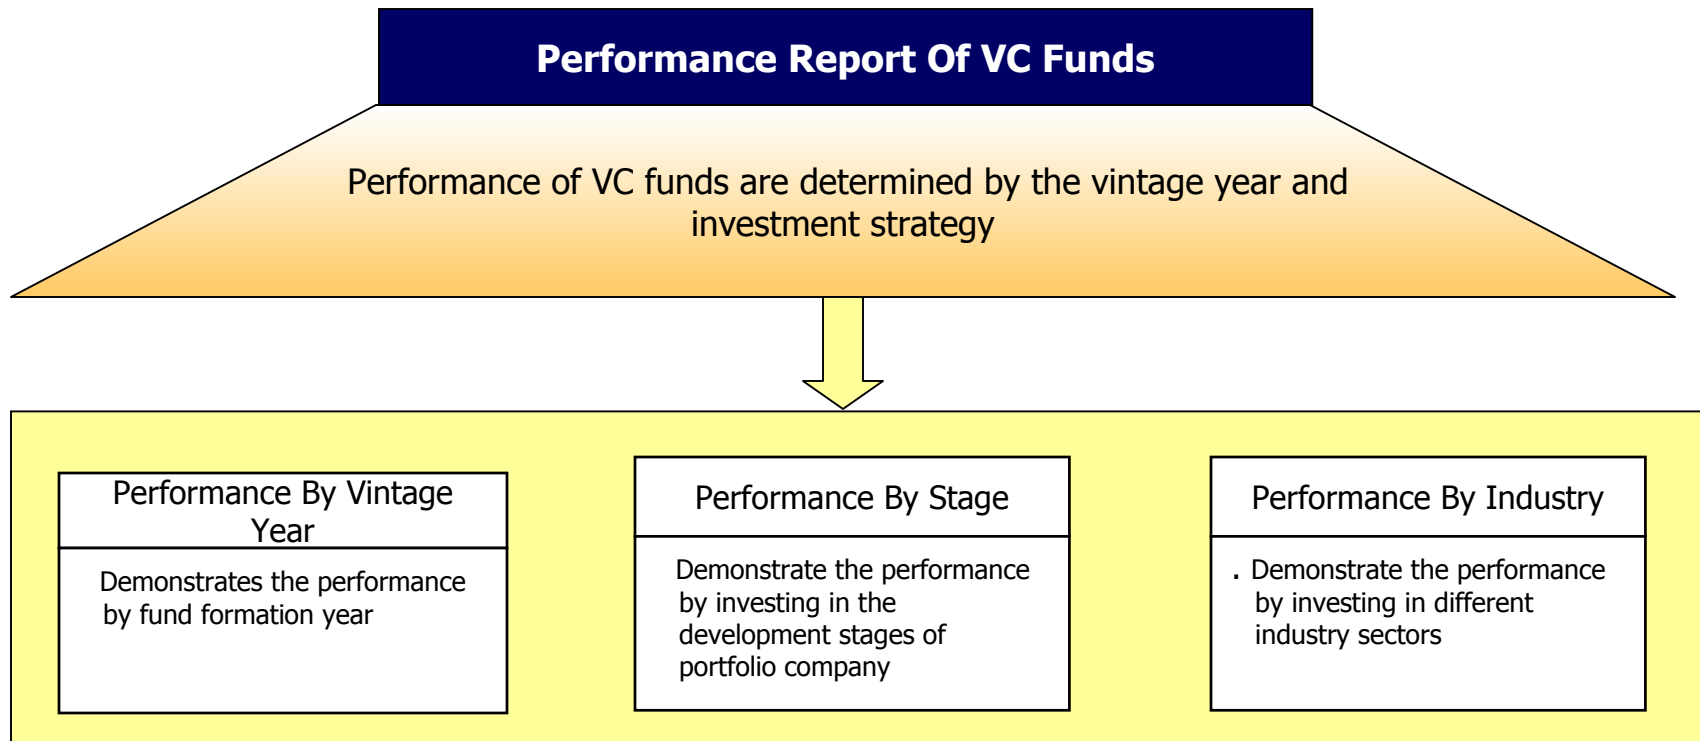 Performance Report Of VC Funds
Performance of VC funds are determined by the vintage year and
investment strategy
Performance By Vintage
Year
Demonstrates the performance
by fund formation year
Performance By Stage
Demonstrate the performance
by investing in the
development stages of
portfolio company
Performance By Industry
. Demonstrate the performance
by investing in different
industry sectors